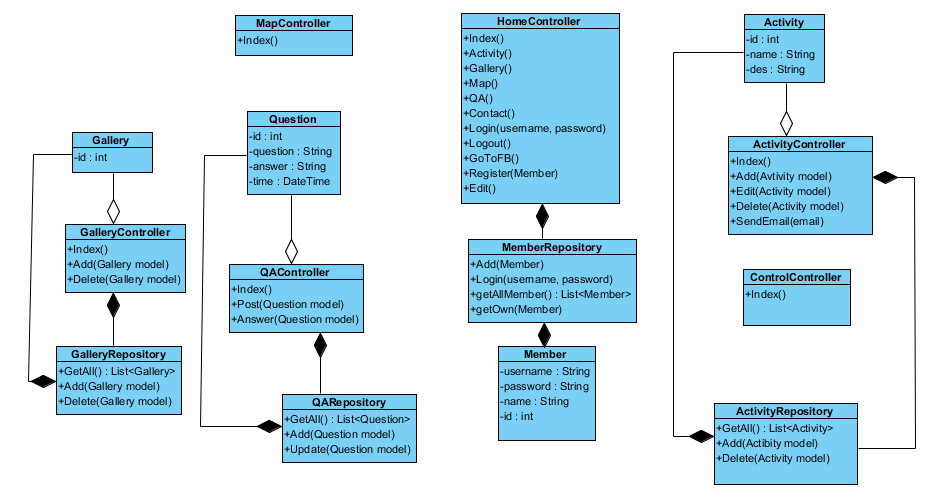 MapController
+Index()
HomeController
+Index()
+Activity()
+Gallery()
+Map()
+QA()
+Contact()
+Login(username, password)
+Logout()
+GoToFB()
+Register(Member)
+Edit()
Activity
-id : int
-name : String
-des : String
Gallery
-id : int
Question
-id : int
-question : String
-answer : String
-time : DateTime
ActivityController
+Index()
+Add(Avtivity model)
+Edit(Activity model)
+Delete(Activity model)
+SendEmail(email)
GalleryController
+Index()
+Add(Gallery model)
+Delete(Gallery model)
QAController
+Index()
+Post(Question model)
+Answer(Question model)
MemberRepository
+Add(Member)
+Login(username, password)
+getAllMember() : List<Member>
+getOwn(Member)
ControlController
+Index()
GalleryRepository
+GetAll() : List<Gallery>
+Add(Gallery model)
+Delete(Gallery model)
Member
-username : String
-password : String
-name : String
-id : int
QARepository
+GetAll() : List<Question>
+Add(Question model)
+Update(Question model)
ActivityRepository
+GetAll() : List<Activity>
+Add(Actibity model)
+Delete(Activity model)